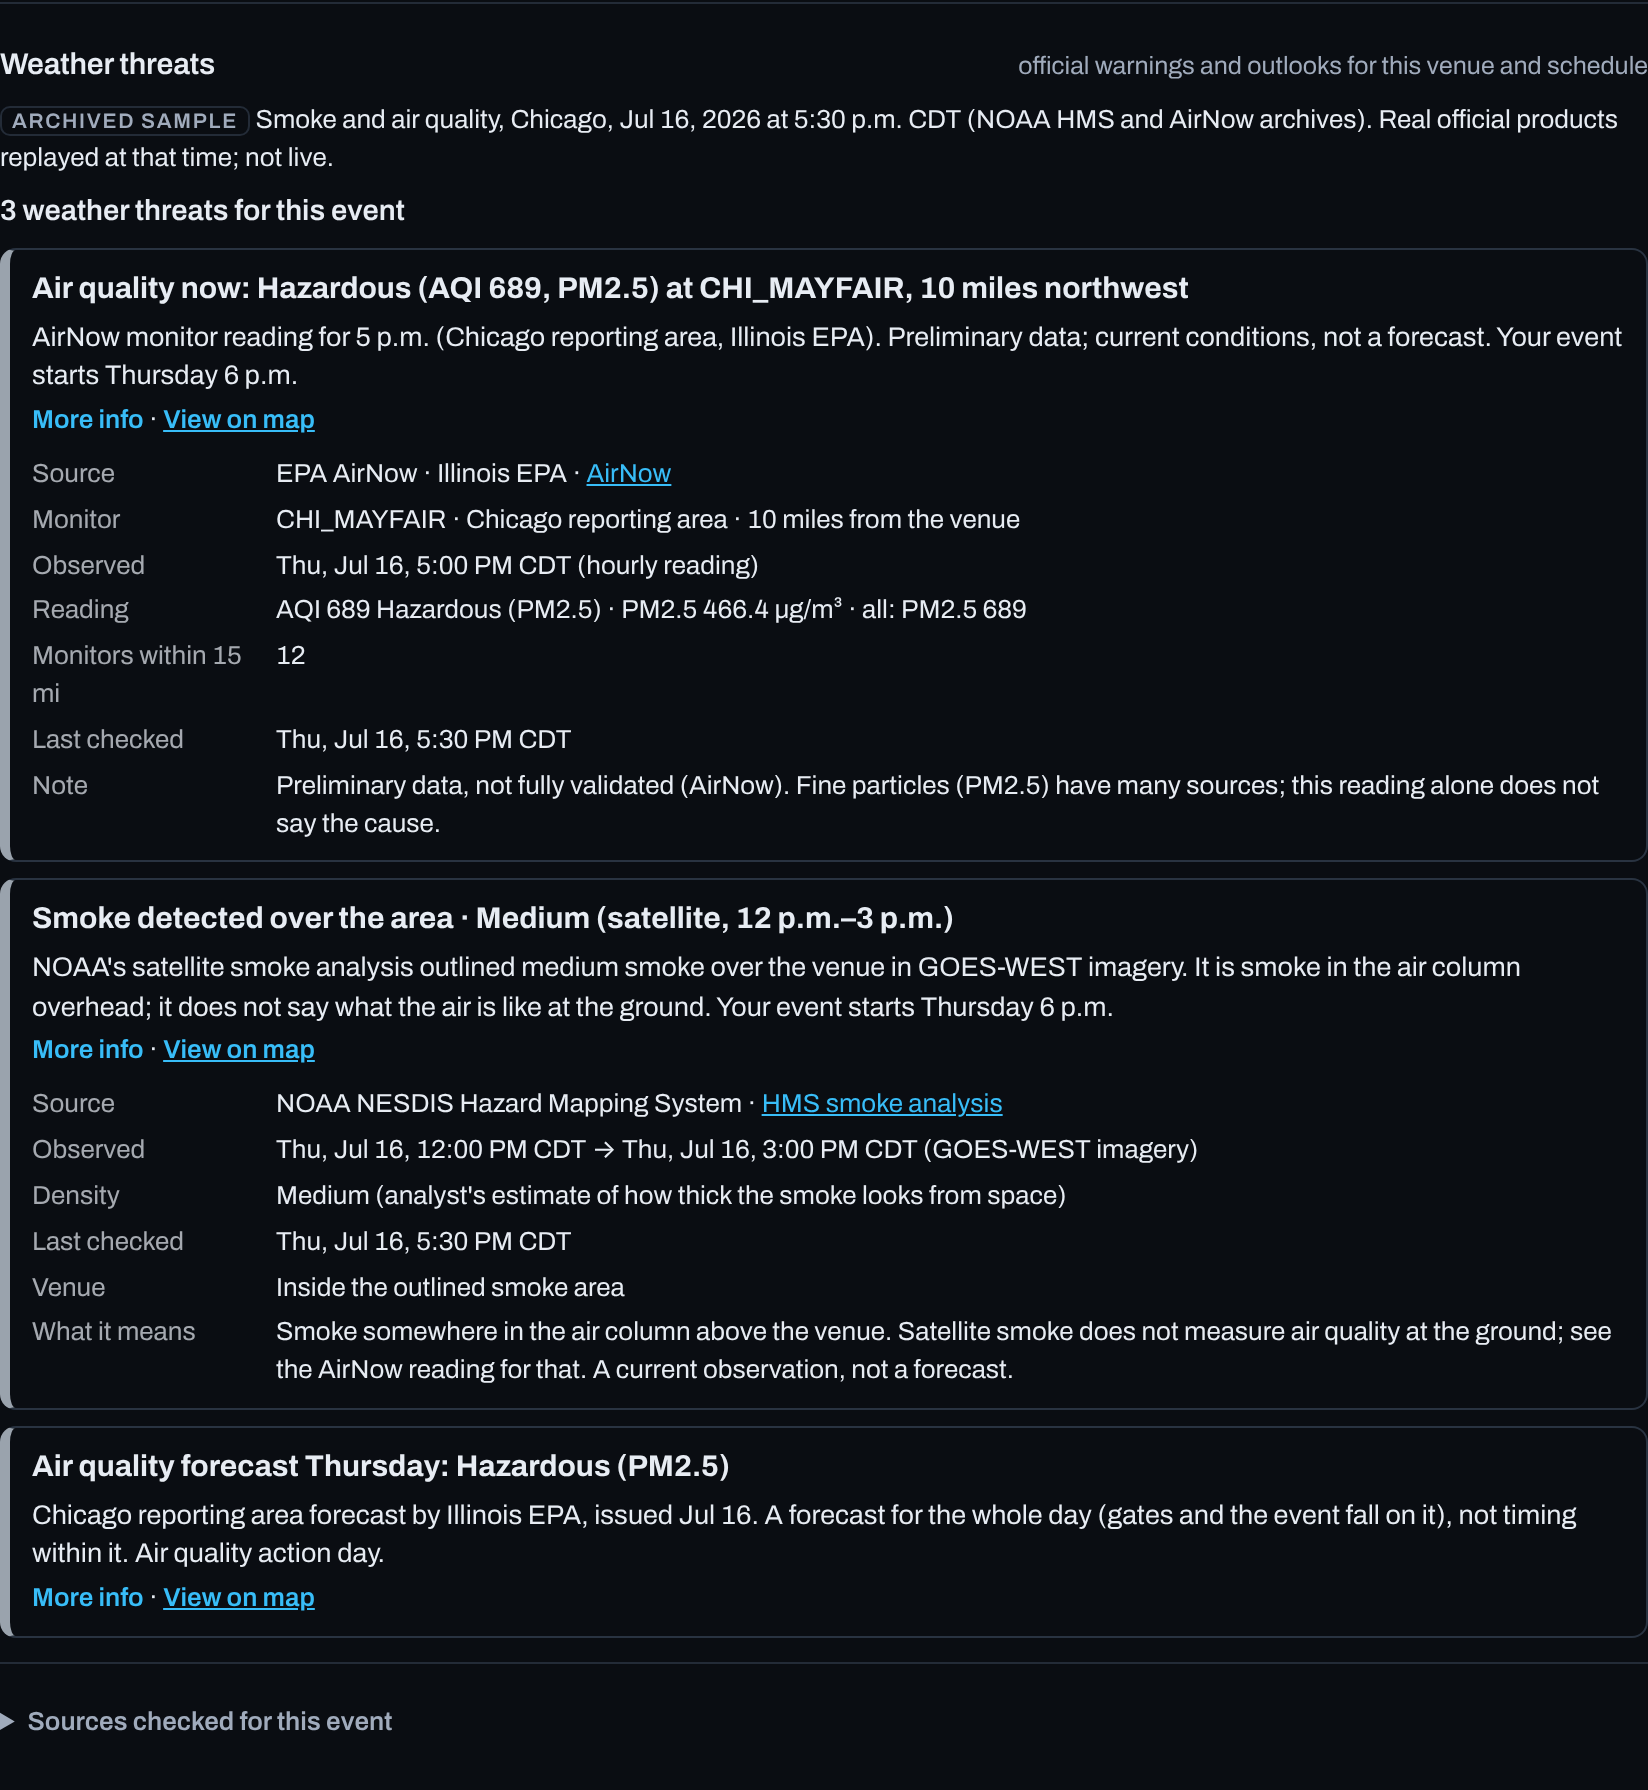 Weather threats
official warnings and outlooks for this venue and schedule
ARCHIVED SAMPLE Smoke and air quality, Chicago, Jul 16, 2026 at 5:30 p.m. CDT (NOAA HMS and AirNow archives). Real official products
replayed at that time; not live.
3 weather threats for this event
Air quality now: Hazardous (AQI 689, PM2.5) at CHI_MAYFAIR, 10 miles northwest
AirNow monitor reading for 5 p.m. (Chicago reporting area, Illinois EPA). Preliminary data; current conditions, not a forecast. Your event
starts Thursday 6 p.m.
More info · View on map
Source EPA AirNow · Illinois EPA · AirNow
Monitor CHI_MAYFAIR · Chicago reporting area · 10 miles from the venue
Observed Thu, Jul 16, 5:00 PM CDT (hourly reading)
Reading AQI 689 Hazardous (PM2.5) · PM2.5 466.4 µg/m³ · all: PM2.5 689
Monitors within 15 12
mi
Last checked Thu, Jul 16, 5:30 PM CDT
Note Preliminary data, not fully validated (AirNow). Fine particles (PM2.5) have many sources; this reading alone does not
say the cause.
Smoke detected over the area · Medium (satellite, 12 p.m.–3 p.m.)
NOAA's satellite smoke analysis outlined medium smoke over the venue in GOES-WEST imagery. It is smoke in the air column
overhead; it does not say what the air is like at the ground. Your event starts Thursday 6 p.m.
More info · View on map
Source NOAA NESDIS Hazard Mapping System · HMS smoke analysis
Observed Thu, Jul 16, 12:00 PM CDT → Thu, Jul 16, 3:00 PM CDT (GOES-WEST imagery)
Density Medium (analyst's estimate of how thick the smoke looks from space)
Last checked Thu, Jul 16, 5:30 PM CDT
Venue Inside the outlined smoke area
What it means Smoke somewhere in the air column above the venue. Satellite smoke does not measure air quality at the ground; see
the AirNow reading for that. A current observation, not a forecast.
Air quality forecast Thursday: Hazardous (PM2.5)
Chicago reporting area forecast by Illinois EPA, issued Jul 16. A forecast for the whole day (gates and the event fall on it), not timing
within it. Air quality action day.
More info · View on map
▶ Sources checked for this event